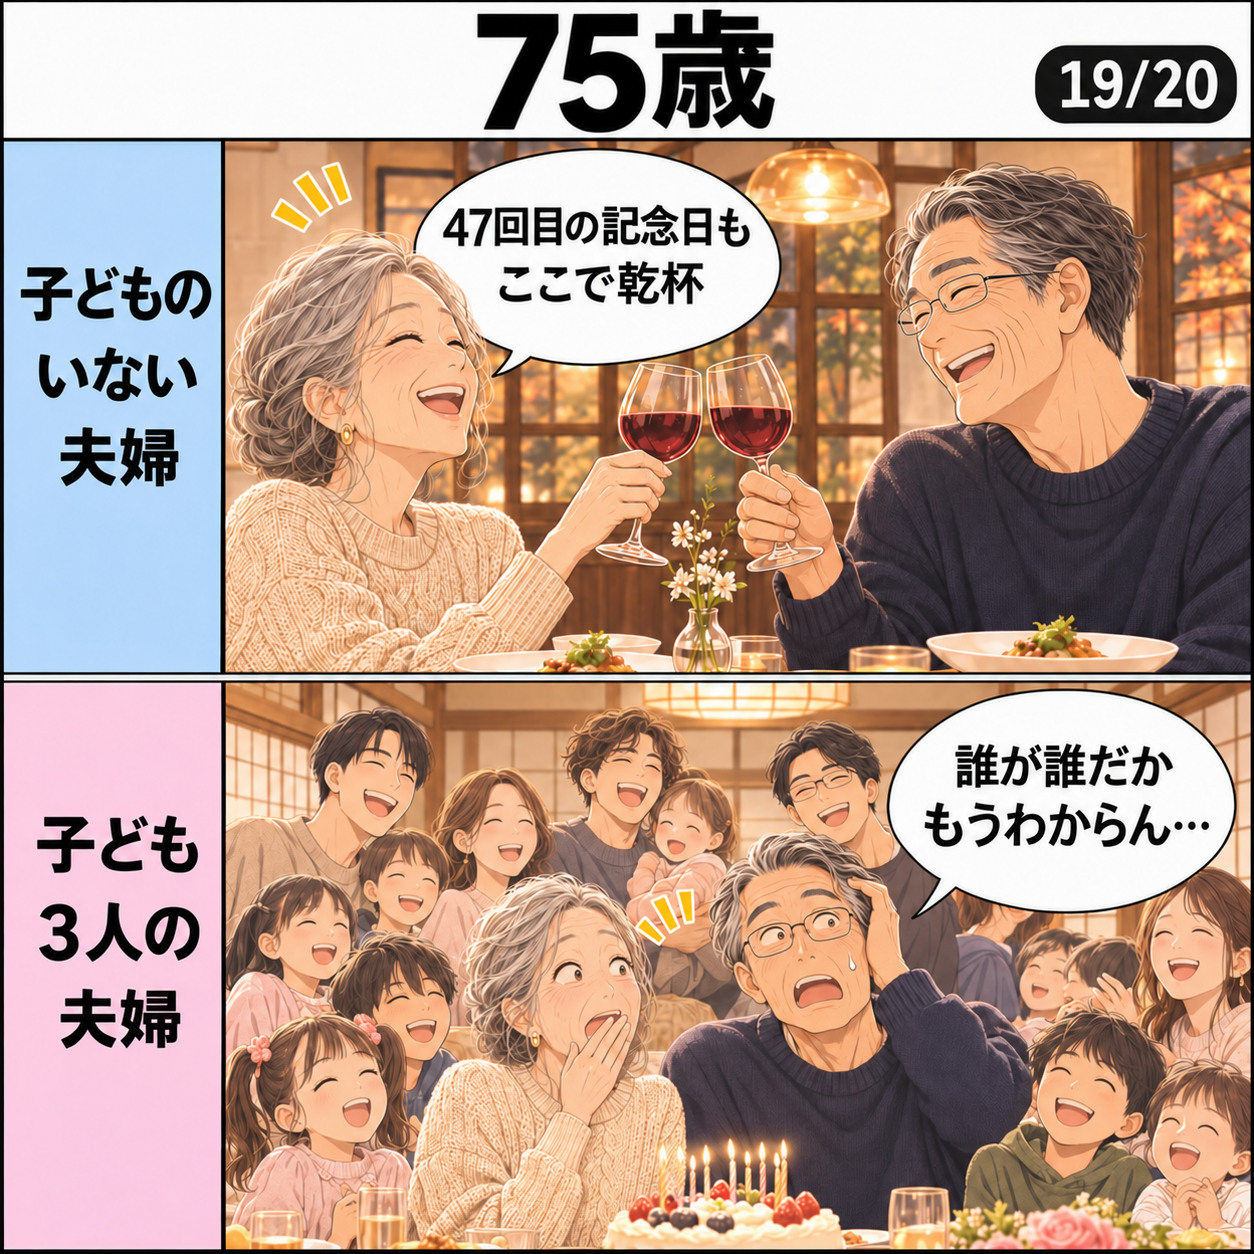 75歳
19/20
子どもの
いない
夫婦
47回目の記念日も
ここで乾杯
子ども
3人の
夫婦
誰が誰だか
もうわからん…